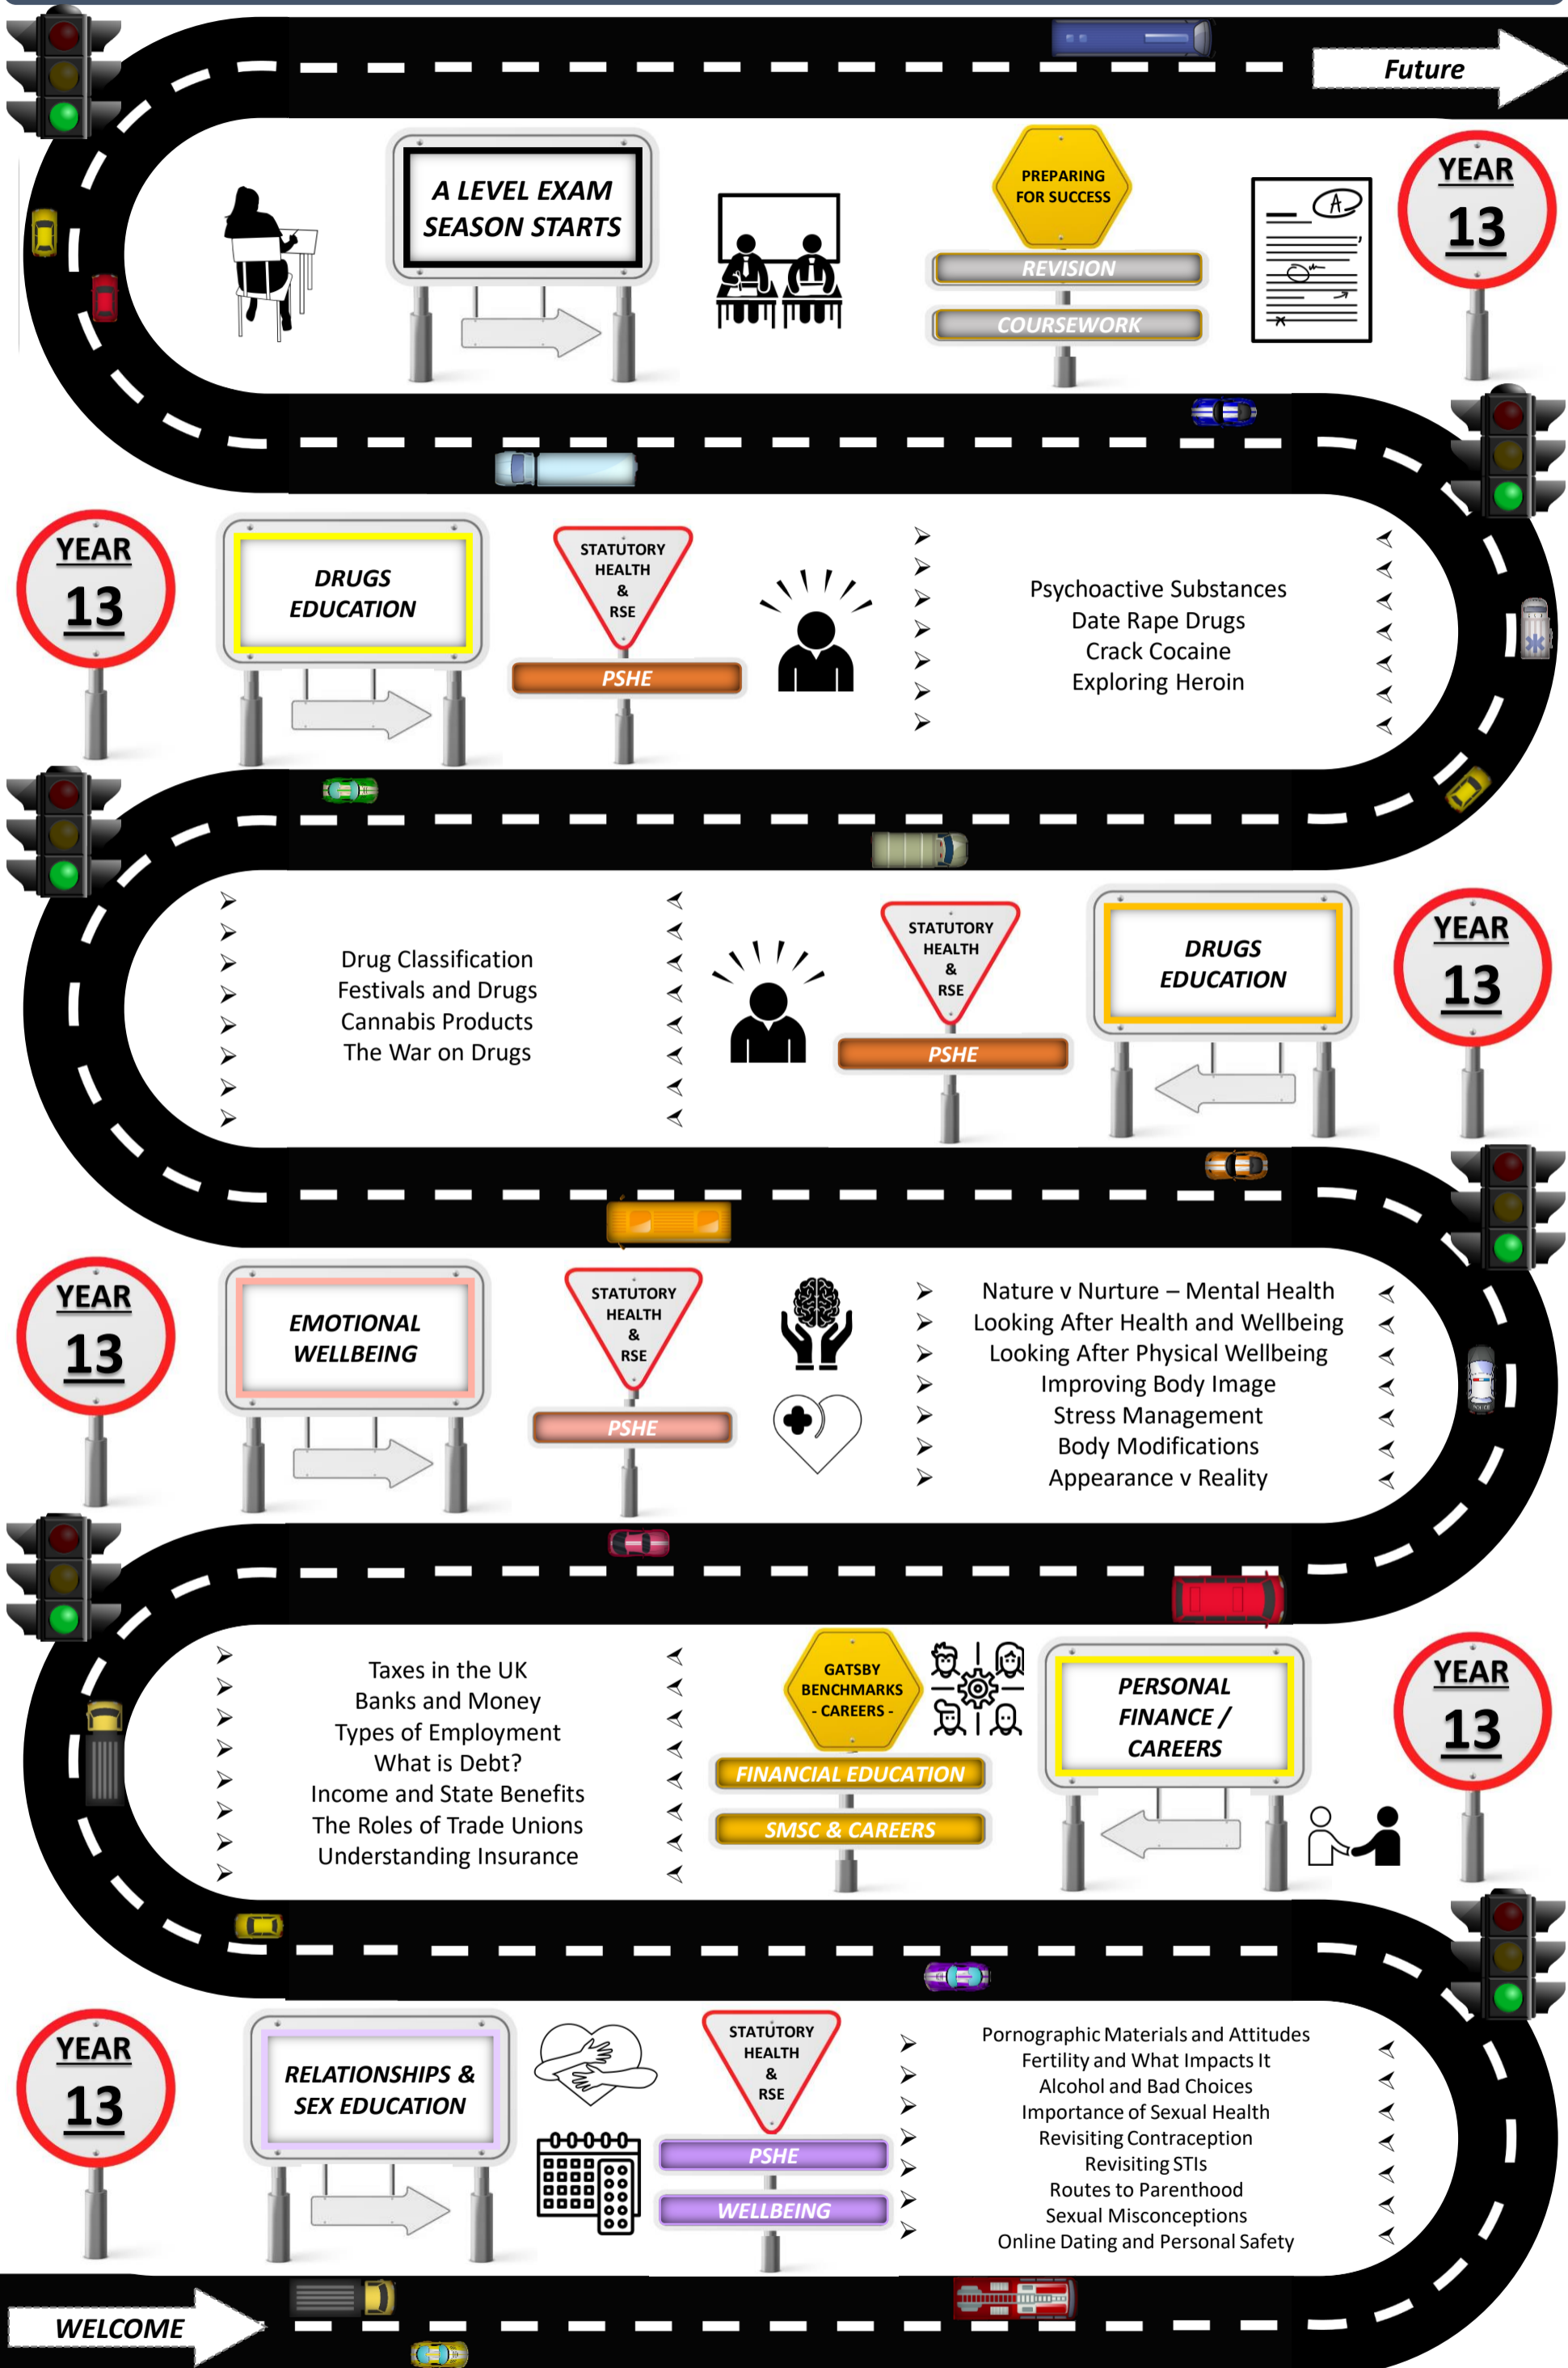 Future
A LEVEL EXAM
SEASON STARTS
PREPARING
FOR SUCCESS
REVISION
COURSEWORK
A
YEAR
13
YEAR
13
DRUGS
EDUCATION
STATUTORY
HEALTH
&
RSE
PSHE
Psychoactive Substances
Date Rape Drugs
Crack Cocaine
Exploring Heroin
Drug Classification
Festivals and Drugs
Cannabis Products
The War on Drugs
STATUTORY
HEALTH
&
RSE
PSHE
DRUGS
EDUCATION
YEAR
13
YEAR
13
EMOTIONAL
WELLBEING
STATUTORY
HEALTH
&
RSE
PSHE
Nature v Nurture – Mental Health
Looking After Health and Wellbeing
Looking After Physical Wellbeing
Improving Body Image
Stress Management
Body Modifications
Appearance v Reality
Taxes in the UK
Banks and Money
Types of Employment
What is Debt?
Income and State Benefits
The Roles of Trade Unions
Understanding Insurance
GATSBY
BENCHMARKS
- CAREERS -
FINANCIAL EDUCATION
SMSC & CAREERS
PERSONAL
FINANCE /
CAREERS
YEAR
13
YEAR
13
RELATIONSHIPS &
SEX EDUCATION
STATUTORY
HEALTH
&
RSE
PSHE
WELLBEING
Pornographic Materials and Attitudes
Fertility and What Impacts It
Alcohol and Bad Choices
Importance of Sexual Health
Revisiting Contraception
Revisiting STIs
Routes to Parenthood
Sexual Misconceptions
Online Dating and Personal Safety
WELCOME